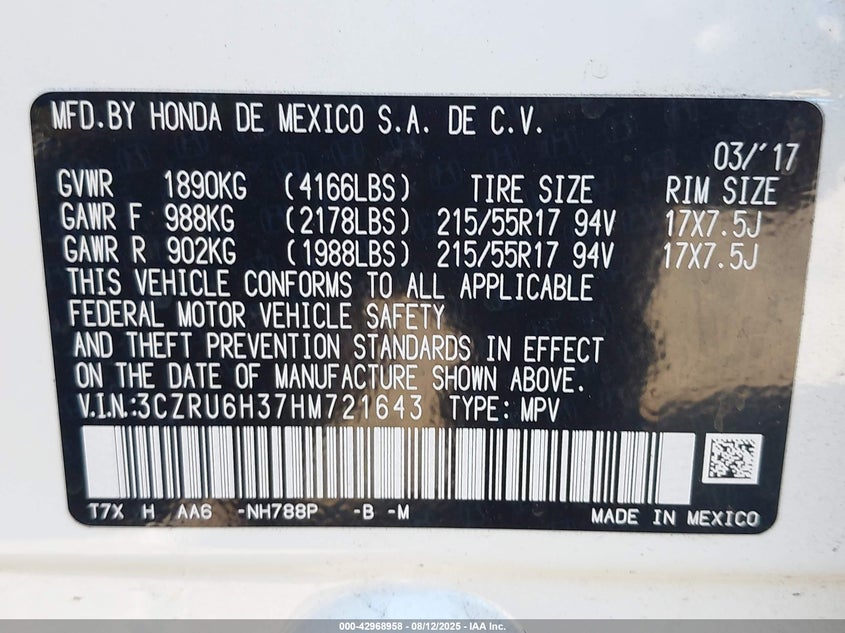 MFD.BY HONDA DE MEXICO S.A. DE C.V.
03/'17
GVWR 1890KG (4166LBS) TIRE SIZE RIM SIZE
GAWR F 988KG (2178LBS) 215/55R17 94V 17X7.5J
GAWR R 902KG (1988LBS) 215/55R17 94V 17X7.5J
THIS VEHICLE CONFORMS TO ALL APPLICABLE
FEDERAL MOTOR VEHICLE SAFETY
AND THEFT PREVENTION STANDARDS IN EFFECT
ON THE DATE OF MANUFACTURE SHOWN ABOVE.
V.I.N.:3CZRU6H37HM721643 TYPE: MPV
T7X H AA6 -NH788P -B -M MADE IN MEXICO
000-42968958 - 08/12/2025 - IAA Inc.